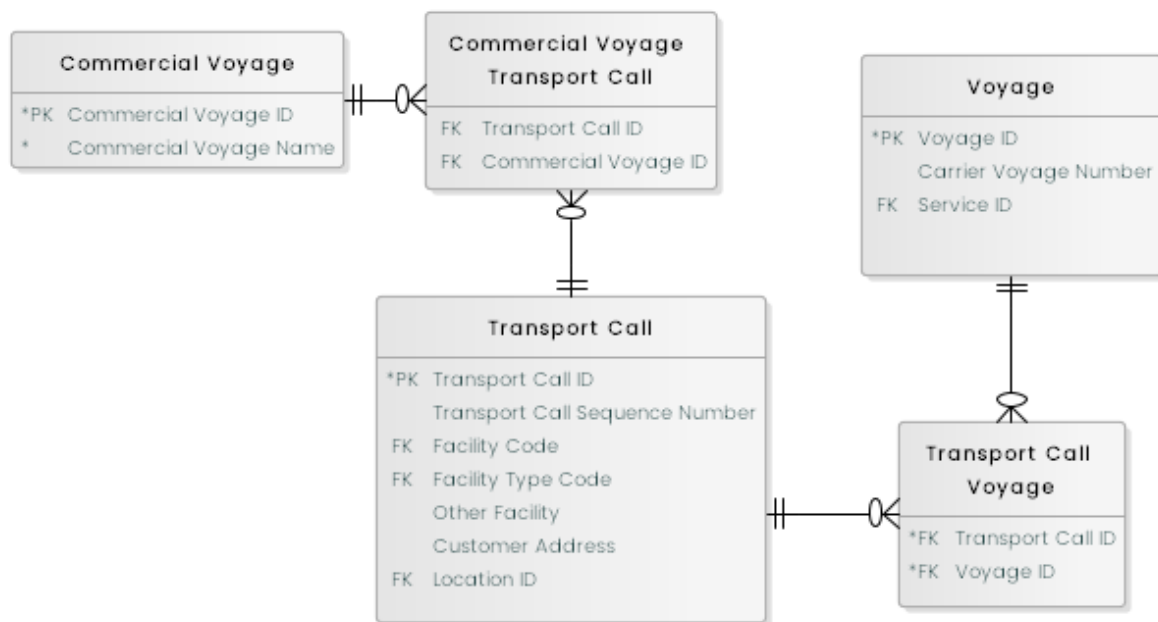 Commercial Voyage
*PK Commercial Voyage ID
* Commercial Voyage Name
Commercial Voyage
Transport Call
FK Transport Call ID
FK Commercial Voyage ID
Voyage
*PK Voyage ID
Carrier Voyage Number
FK Service ID
Transport Call
*PK Transport Call ID
Transport Call Sequence Number
FK Facility Code
FK Facility Type Code
Other Facility
Customer Address
FK Location ID
Transport Call
Voyage
*FK Transport Call ID
*FK Voyage ID